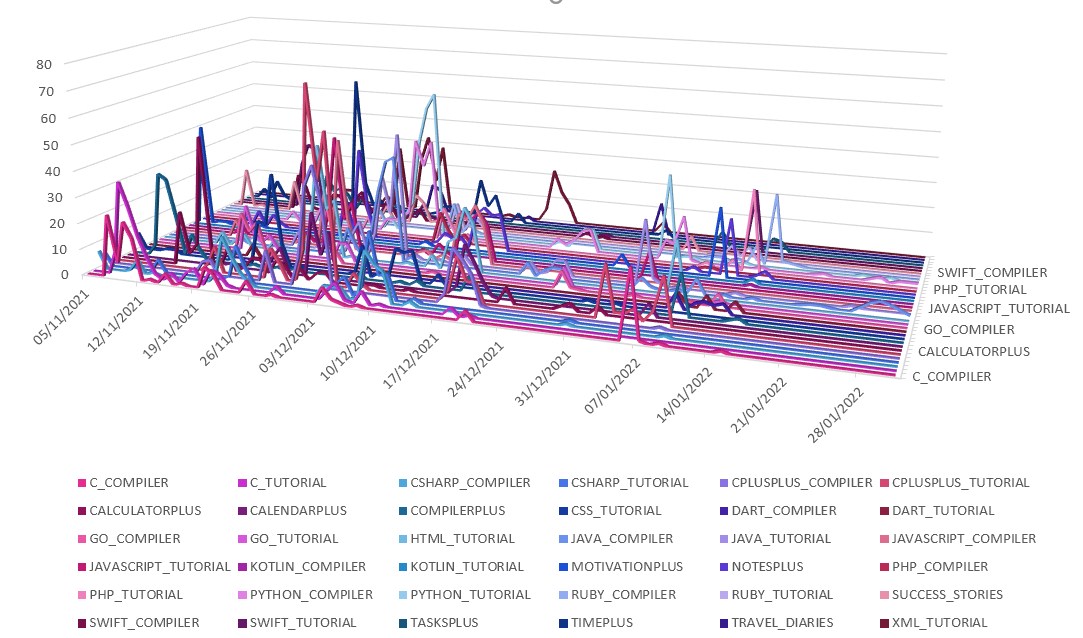 80
70
60
50
40
30
20
10
0
SWIFT_COMPILER
PHP_TUTORIAL
JAVASCRIPT_TUTORIAL
GO_COMPILER
CALCULATORPLUS
C_COMPILER
05/11/2021
12/11/2021
19/11/2021
26/11/2021
03/12/2021
10/12/2021
17/12/2021
24/12/2021
31/12/2021
07/01/2022
14/01/2022
21/01/2022
28/01/2022
C_COMPILER C_TUTORIAL CSHARP_COMPILER CSHARP_TUTORIAL CPLUSPLUS_COMPILER CPLUSPLUS_TUTORIAL
CALCULATORPLUS CALENDARPLUS COMPILERPLUS CSS_TUTORIAL DART_COMPILER DART_TUTORIAL
GO_COMPILER GO_TUTORIAL HTML_TUTORIAL JAVA_COMPILER JAVA_TUTORIAL JAVASCRIPT_COMPILER
JAVASCRIPT_TUTORIAL KOTLIN_COMPILER KOTLIN_TUTORIAL MOTIVATIONPLUS NOTESPLUS PHP_COMPILER
PHP_TUTORIAL PYTHON_COMPILER PYTHON_TUTORIAL RUBY_COMPILER RUBY_TUTORIAL SUCCESS_STORIES
SWIFT_COMPILER SWIFT_TUTORIAL TASKSPLUS TIMEPLUS TRAVEL_DIARIES XML_TUTORIAL